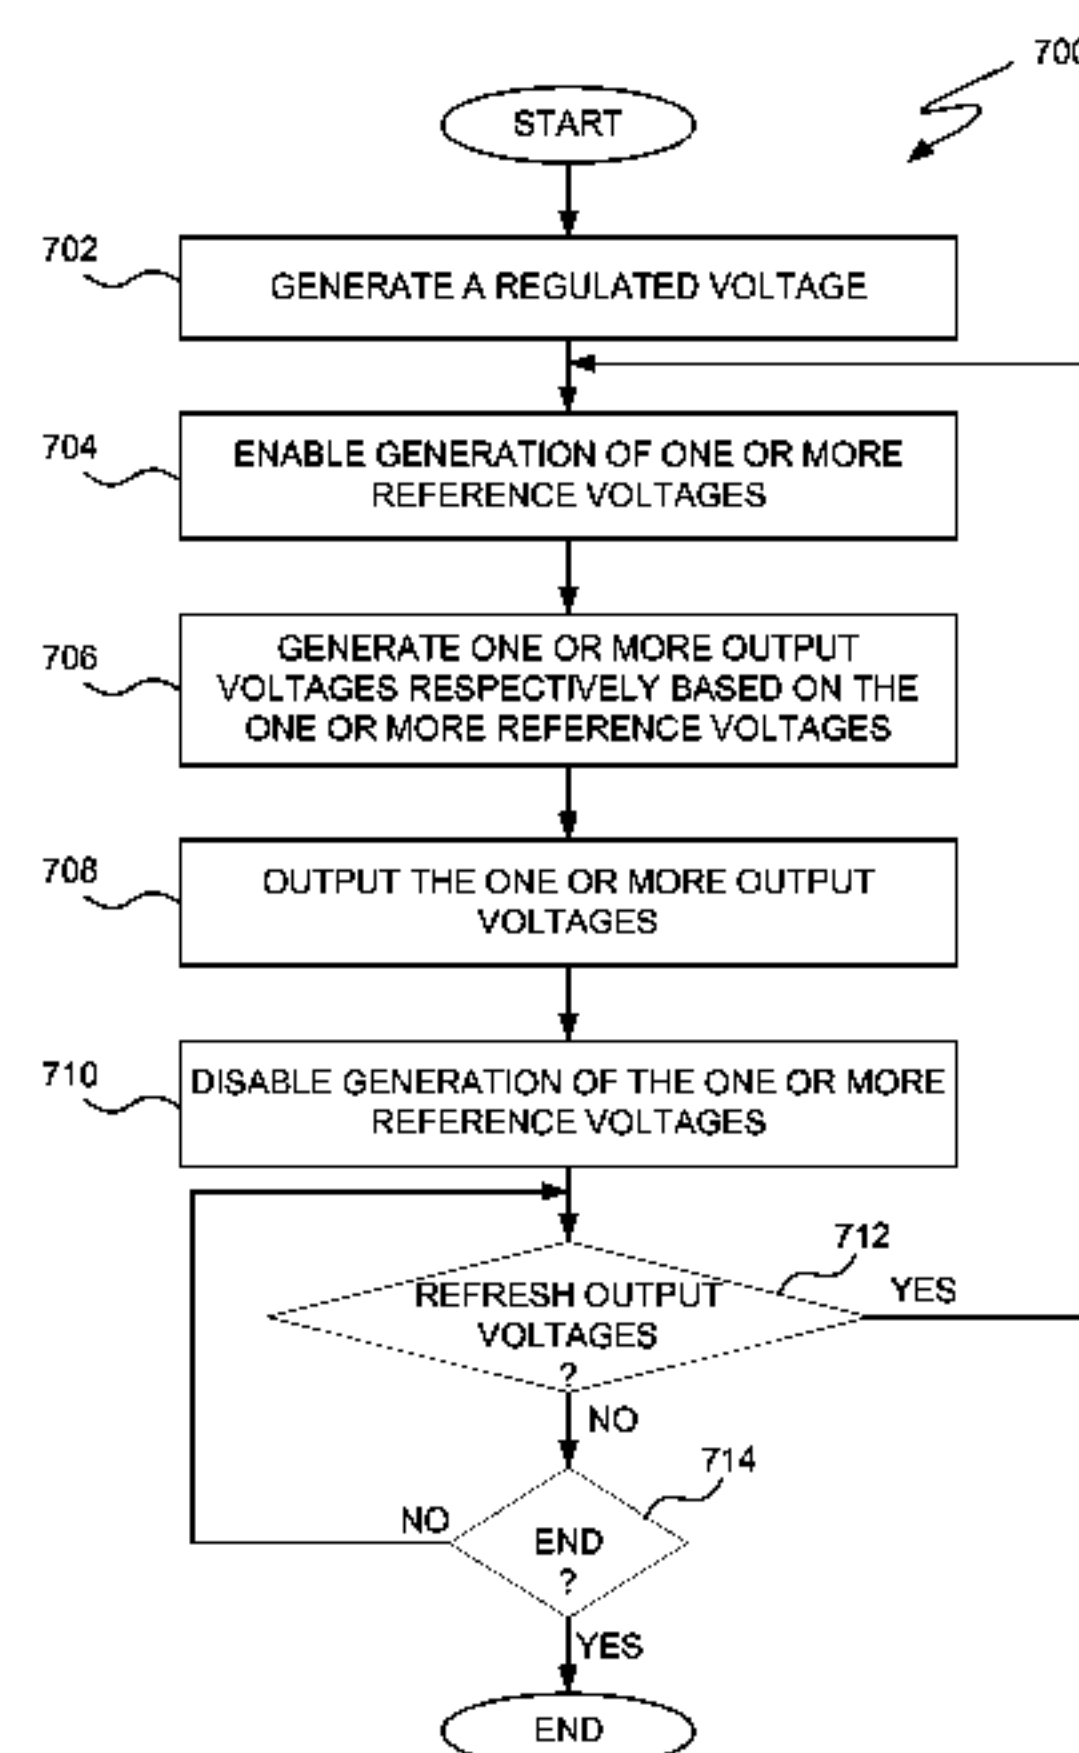 700
START
702
GENERATE A REGULATED VOLTAGE
704
ENABLE GENERATION OF ONE OR MORE
REFERENCE VOLTAGES
706
GENERATE ONE OR MORE OUTPUT
VOLTAGES RESPECTIVELY BASED ON THE
ONE OR MORE REFERENCE VOLTAGES
708
OUTPUT THE ONE OR MORE OUTPUT
VOLTAGES
710
DISABLE GENERATION OF THE ONE OR MORE
REFERENCE VOLTAGES
712
REFRESH OUTPUT
VOLTAGES
?
YES
NO
714
NO
END
?
YES
END